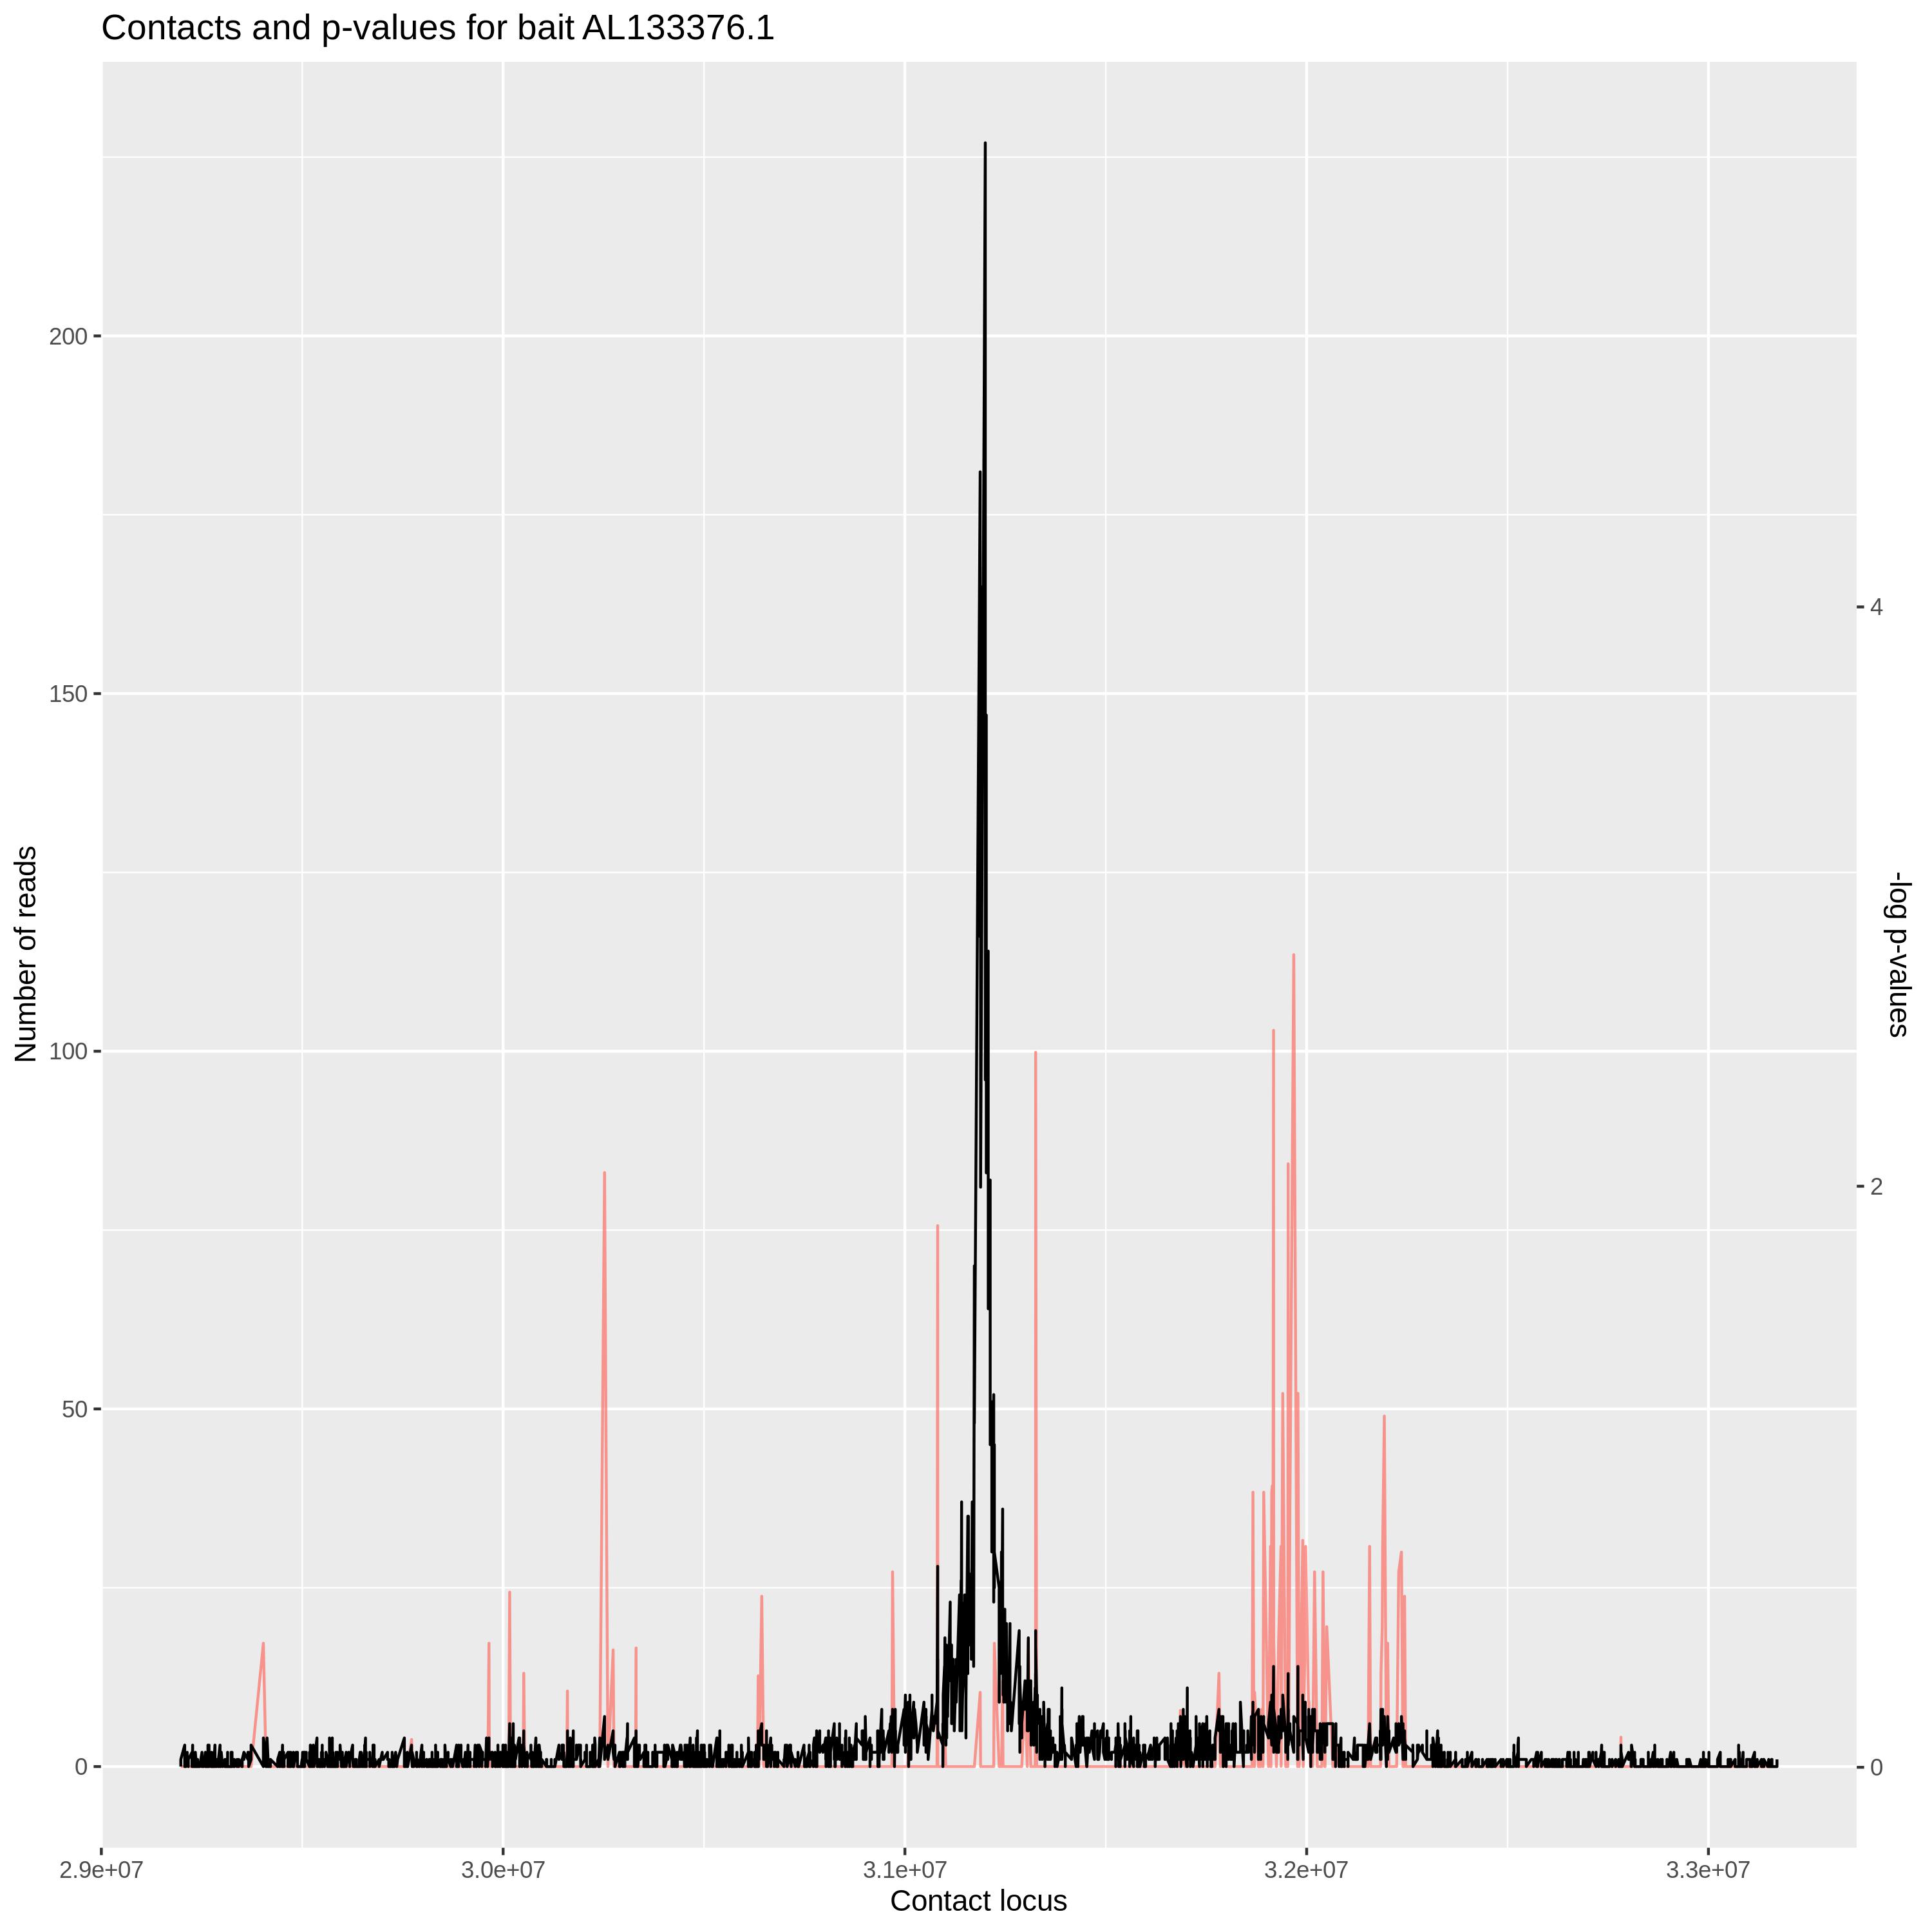 Contacts and p-values for bait AL133376.1
Number of reads
200
150
100
50
0
4
2
0
-log p-values
2.9e+07
3.0e+07
3.1e+07
3.2e+07
3.3e+07
Contact locus